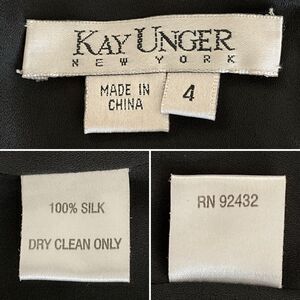 KAY UNGER
NEW YORK
MADE IN
CHINA
4
100% SILK
DRY CLEAN ONLY
RN 92432